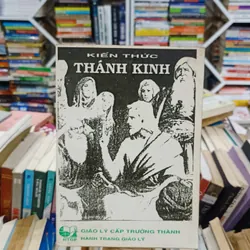 KIẾN THỨC
THÁNH KINH
GIÁO LÝ CẤP TRƯỞNG THÀNH
HÀNH TRANG GIÁO LÝ